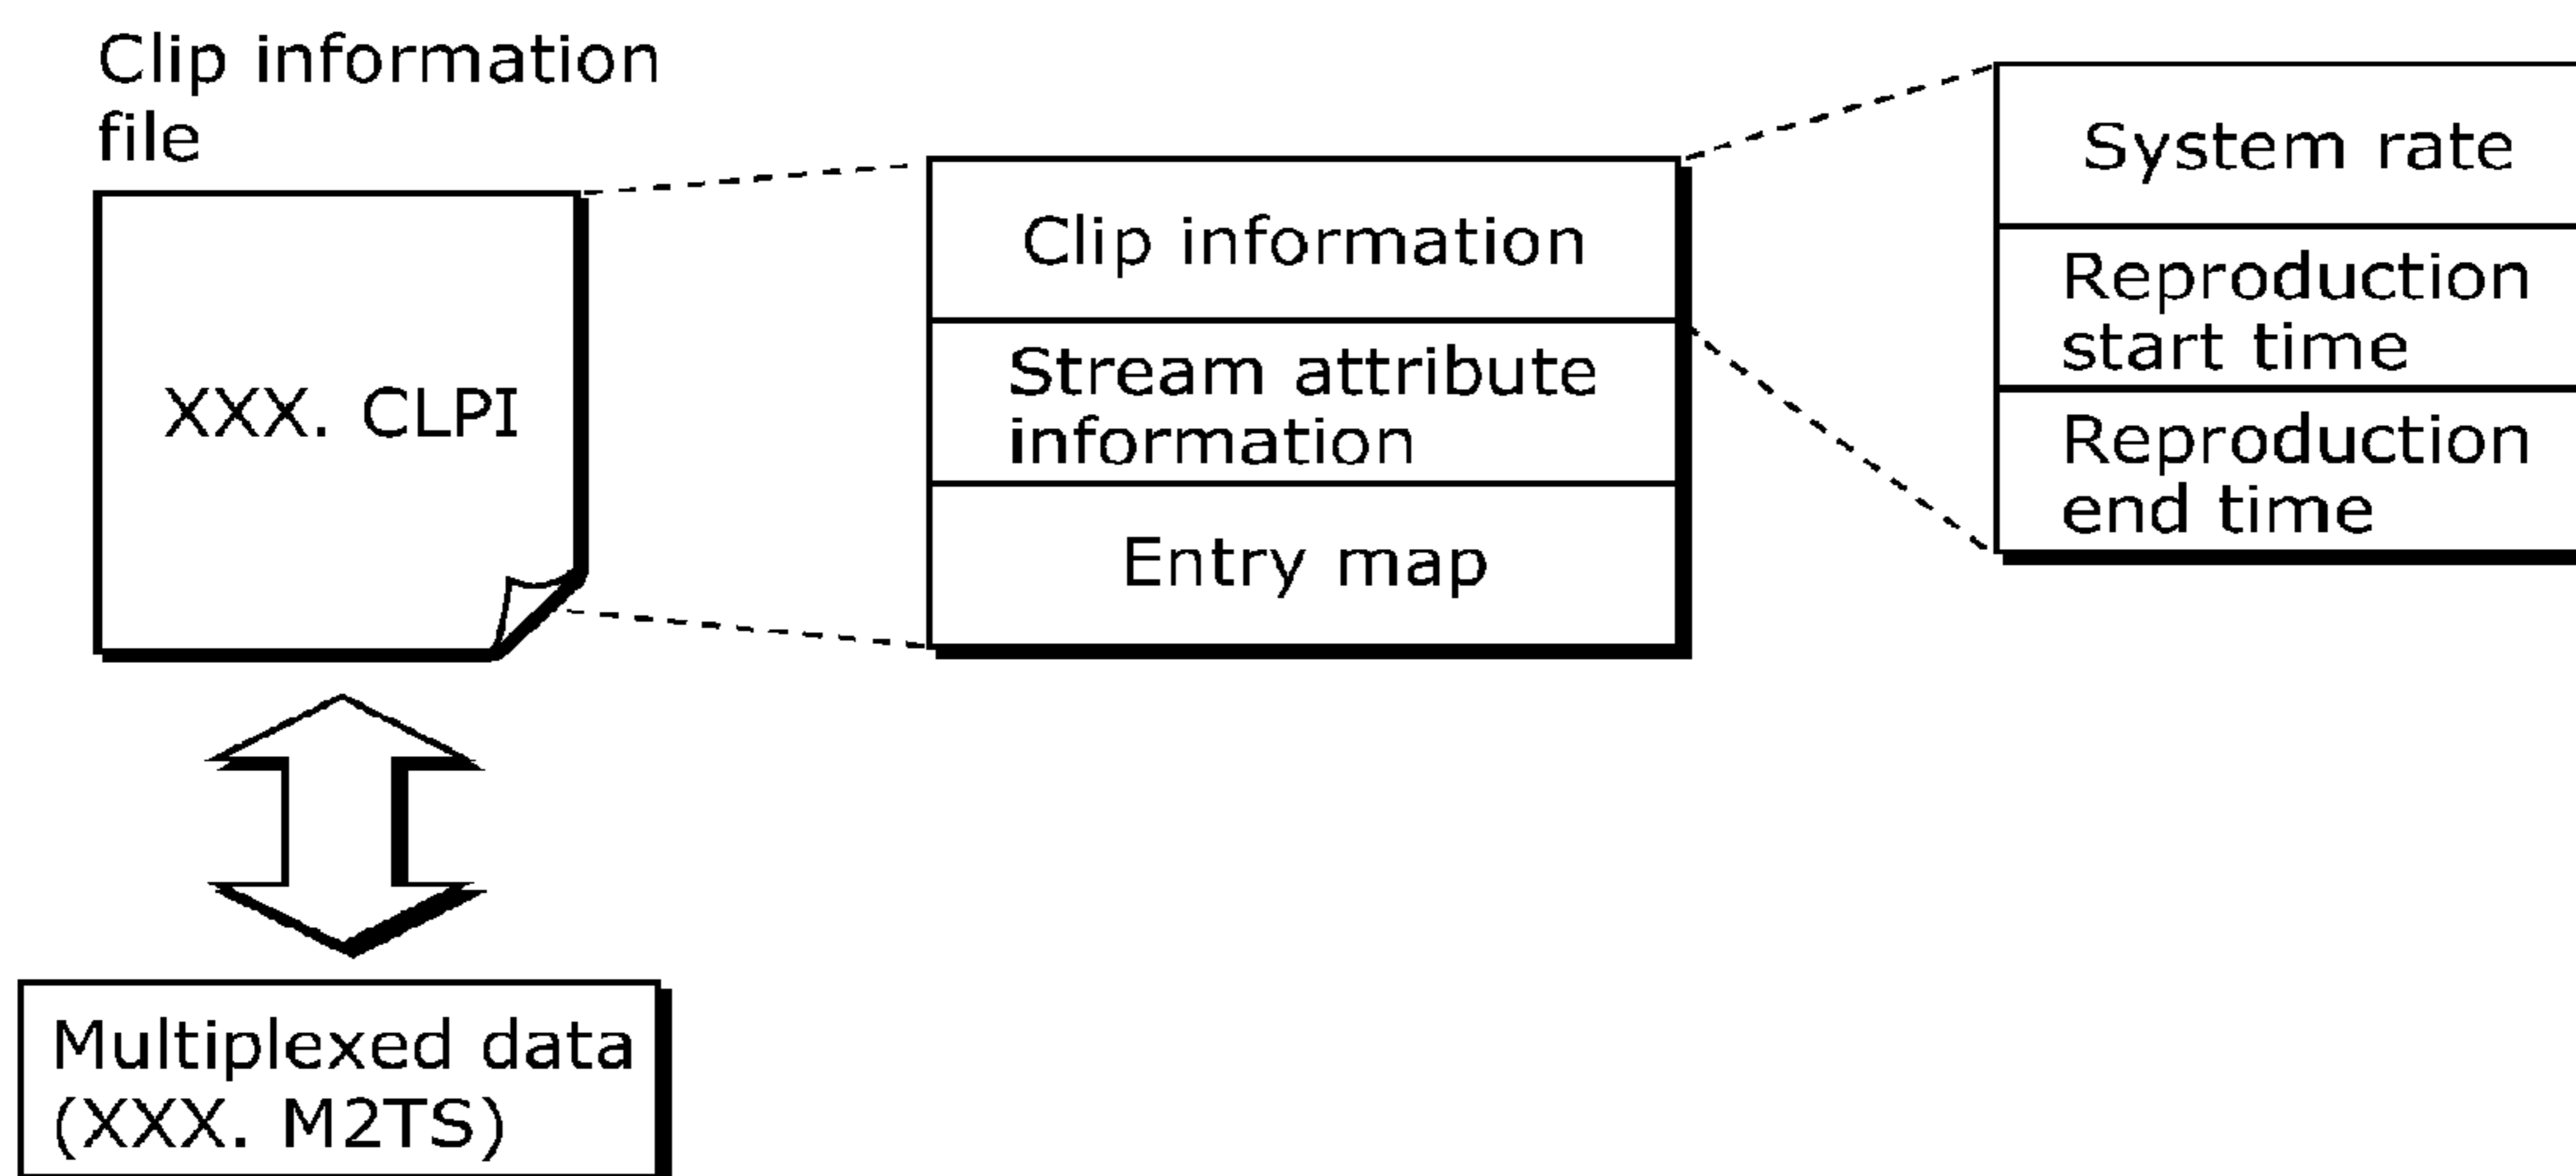 Clip information
file
XXX. CLPI
Multiplexed data
(XXX. M2TS)
Clip information
Stream attribute
information
Entry map
System rate
Reproduction
start time
Reproduction
end time